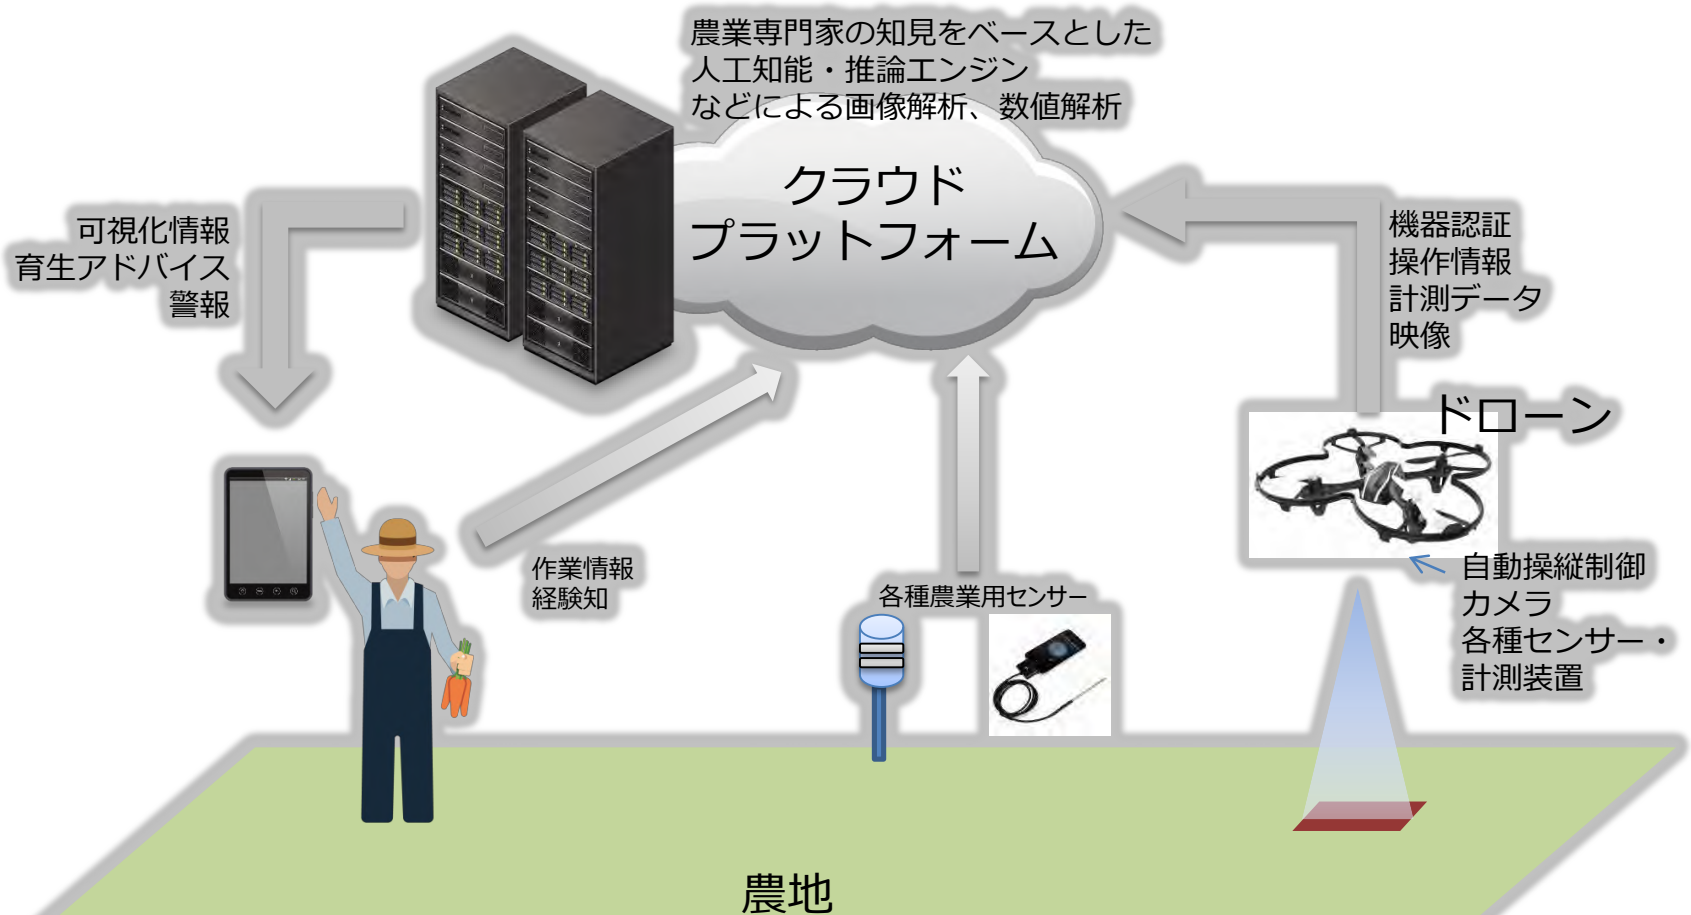 農業専門家の知見をベースとした
人工知能・推論エンジン
などによる画像解析、数値解析
クラウド
プラットフォーム
可視化情報
育生アドバイス
警報
機器認証
操作情報
計測データ
映像
ドローン
作業情報
経験知
各種農業用センサー
自動操縦制御
カメラ
各種センサー・
計測装置
農地